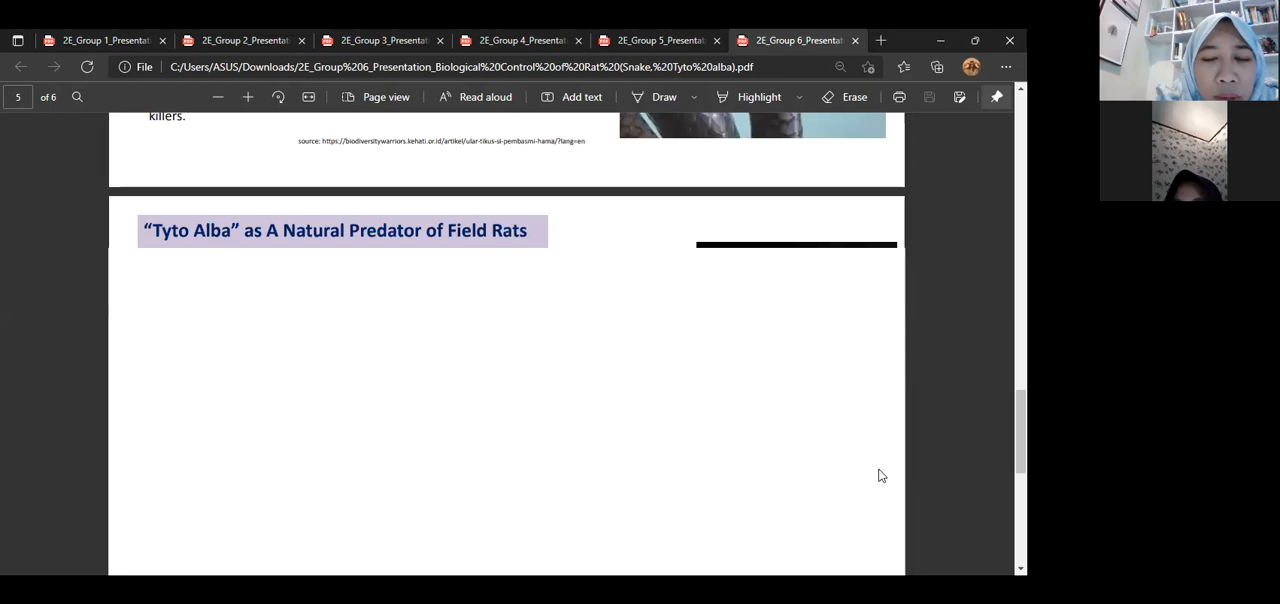 2E_Group 1_Presentat
2E_Group 2_Presentat
2E_Group 3_Presentat
2E_Group 4_Presentat
2E_Group 5_Presentat
2E_Group 6_Presentat
File
C:/Users/ASUS/Downloads/2E_Group%206_Presentation_Biological%20Control%20of%20Rat%20(Snake,%20Tyto%20alba).pdf
5 of 6
Page view
Read aloud
Add text
Draw
Highlight
Erase
killers.
source: https://biodiversitywarriors.kehati.or.id/artikel/ular-tikus-si-pembasmi-hama/?lang=en
“Tyto Alba” as A Natural Predator of Field Rats